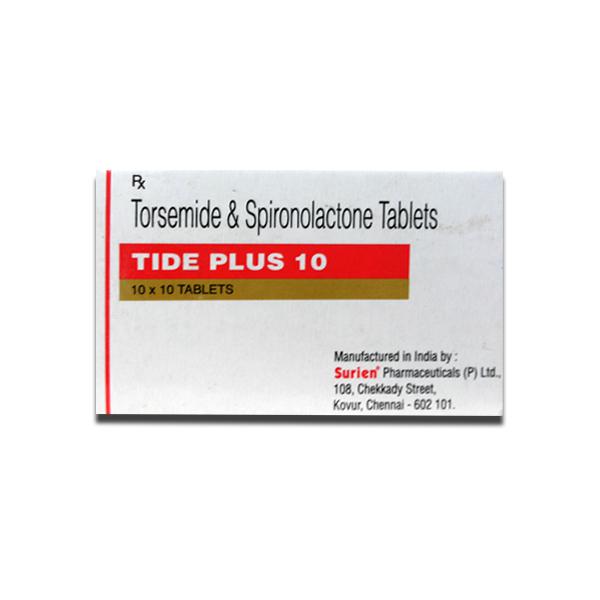 Rx
Torsemide & Spironolactone Tablets
TIDE PLUS 10
10 x 10 TABLETS
Manufactured in India by :
Surien® Pharmaceuticals (P) Ltd.,
108, Chekkady Street,
Kovur, Chennai - 602 101.